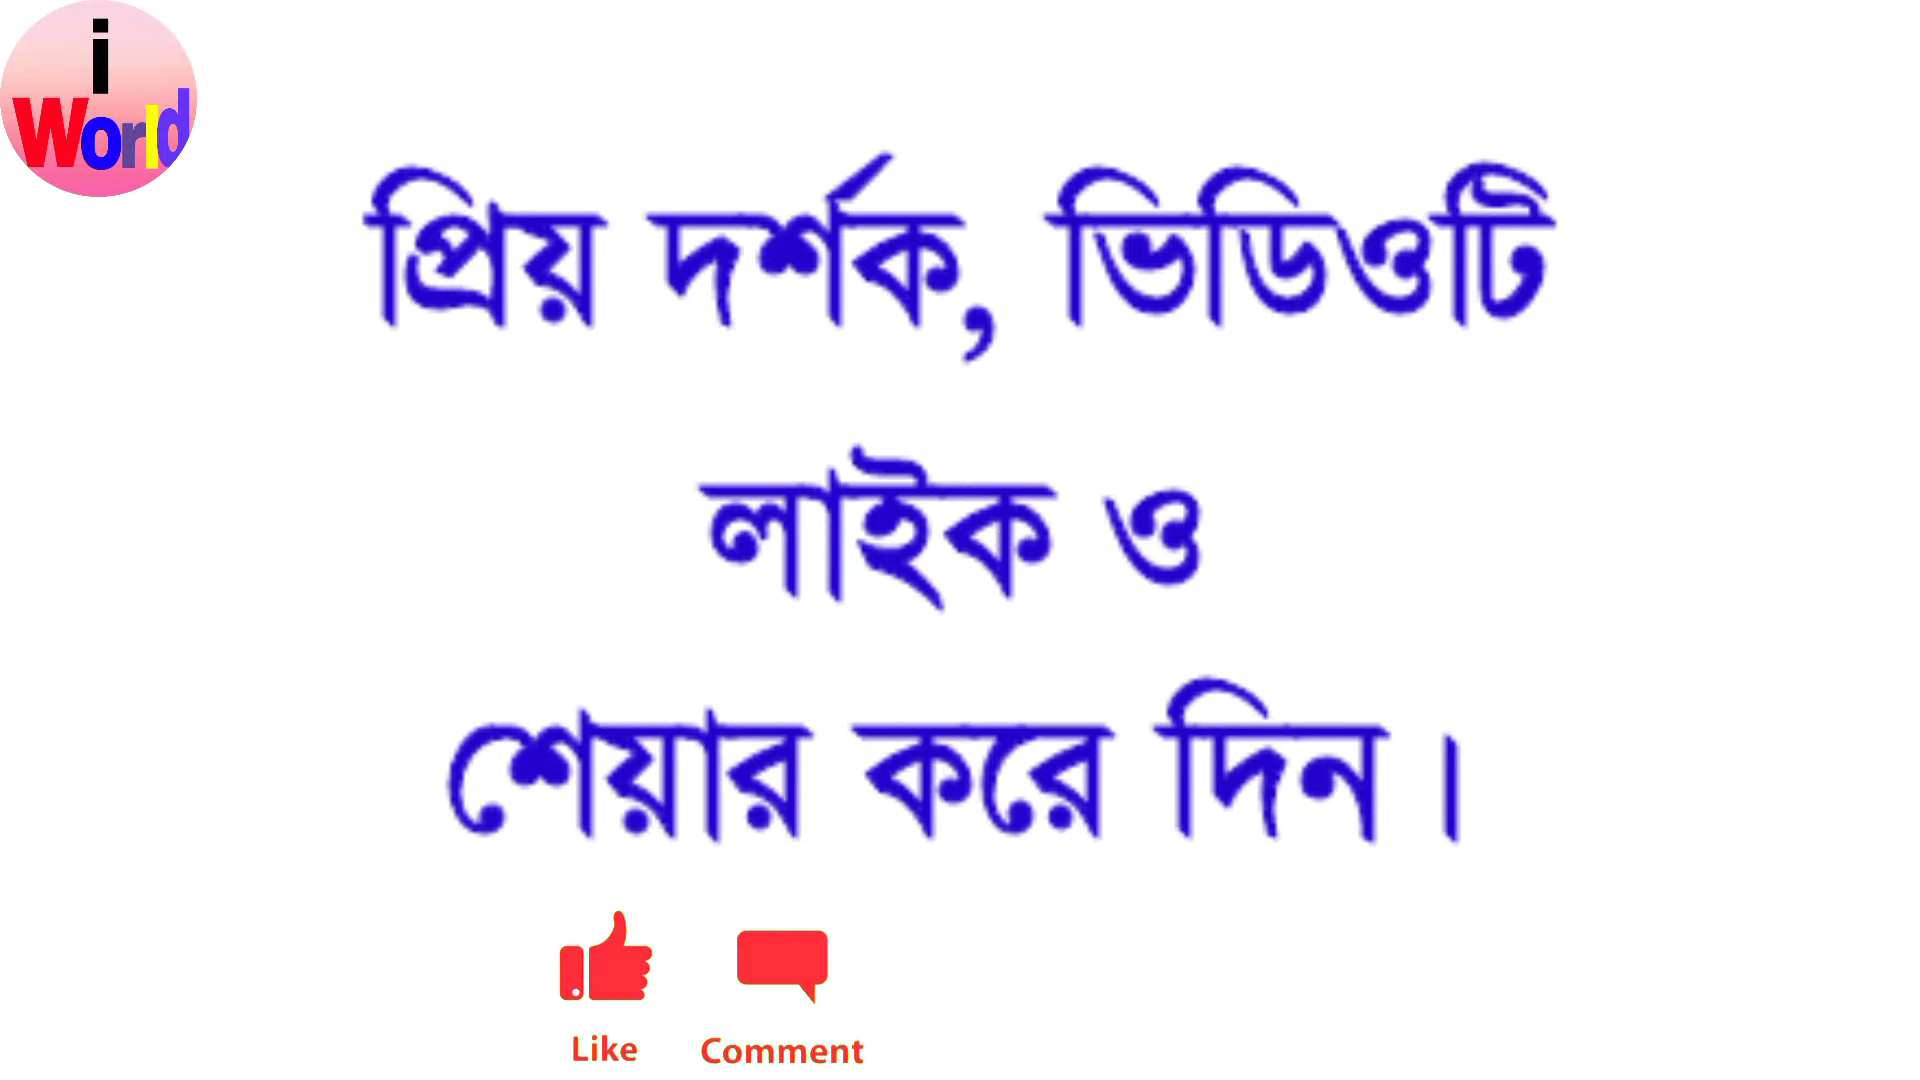 i
World
প্রিয় দর্শক, ভিডিওটি
লাইক ও
শেয়ার করে দিন।
Like Comment